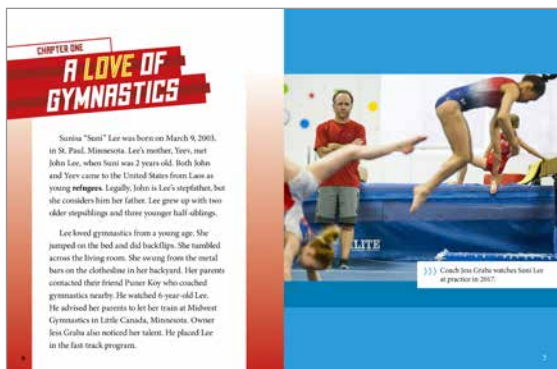 CHAPTER ONE
A LOVE OF
GYMNASTICS
Sunisa “Suni” Lee was born on March 9, 2003,
in St. Paul, Minnesota. Lee’s mother, Yeev, met
John Lee, when Suni was 2 years old. Both John
and Yeev came to the United States from Laos as
young refugees. Legally, John is Lee’s stepfather, but
she considers him her father. Lee grew up with two
older stepsiblings and three younger half-siblings.
Lee loved gymnastics from a young age. She
jumped on the bed and did backflips. She tumbled
across the living room. She swung from the metal
bars on the clothesline in her backyard. Her parents
contacted their friend Puner Koy who coached
gymnastics nearby. He watched 6-year-old Lee.
He advised her parents to let her train at Midwest
Gymnastics in Little Canada, Minnesota. Owner
Jess Graba also noticed her talent. He placed Lee
in the fast-track program.
LITE
>>> Coach Jess Graba watches Suni Lee
at practice in 2017.